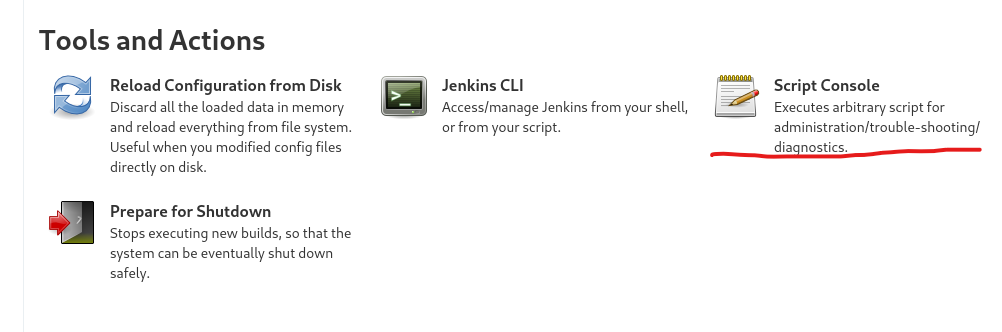 Tools and Actions
Reload Configuration from Disk
Discard all the loaded data in memory
and reload everything from file system.
Useful when you modified config files
directly on disk.
Jenkins CLI
Access/manage Jenkins from your shell,
or from your script.
Script Console
Executes arbitrary script for
administration/trouble-shooting/
diagnostics.
Prepare for Shutdown
Stops executing new builds, so that the
system can be eventually shut down
safely.